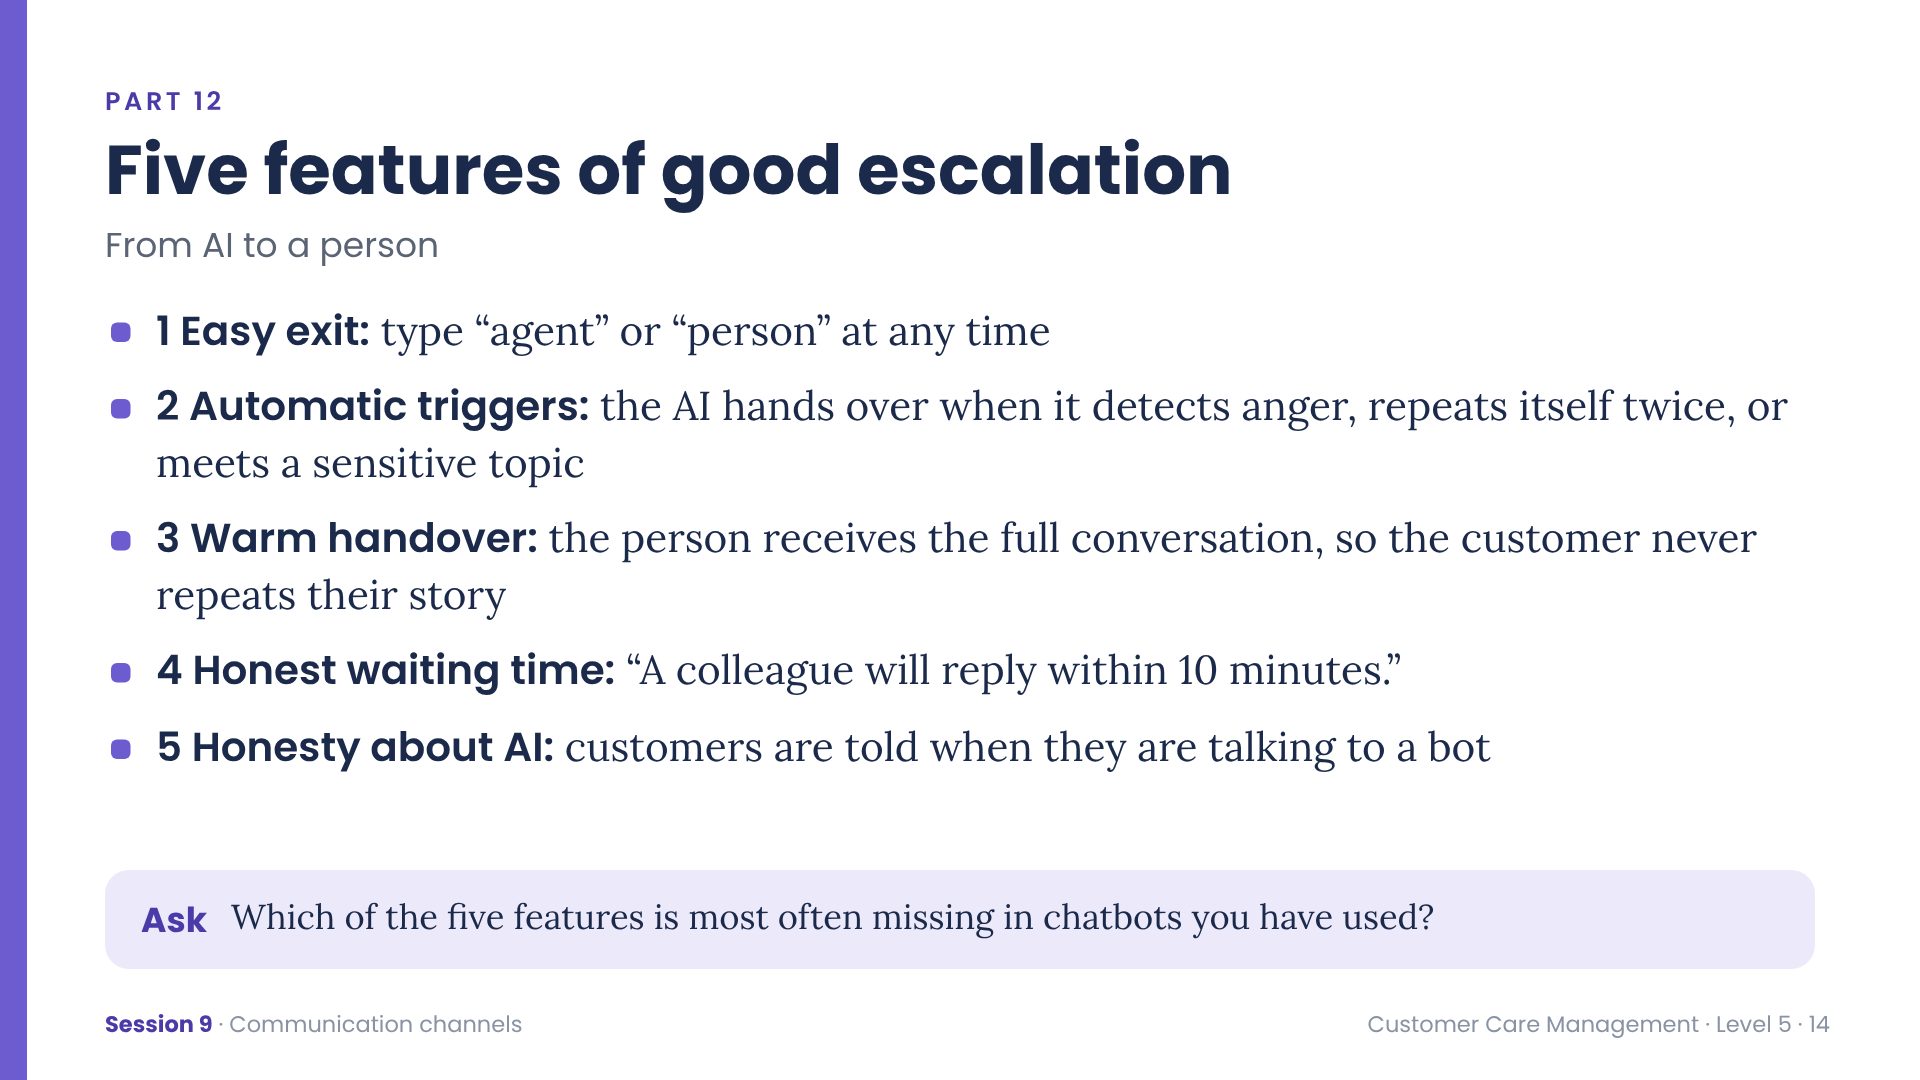 PART 12
Five features of good escalation
From AI to a person
1 Easy exit: type “agent” or “person” at any time
2 Automatic triggers: the AI hands over when it detects anger, repeats itself twice, or
meets a sensitive topic
3 Warm handover: the person receives the full conversation, so the customer never
repeats their story
4 Honest waiting time: “A colleague will reply within 10 minutes.”
5 Honesty about AI: customers are told when they are talking to a bot
Ask Which of the five features is most often missing in chatbots you have used?
Session 9 · Communication channels
Customer Care Management · Level 5 · 14